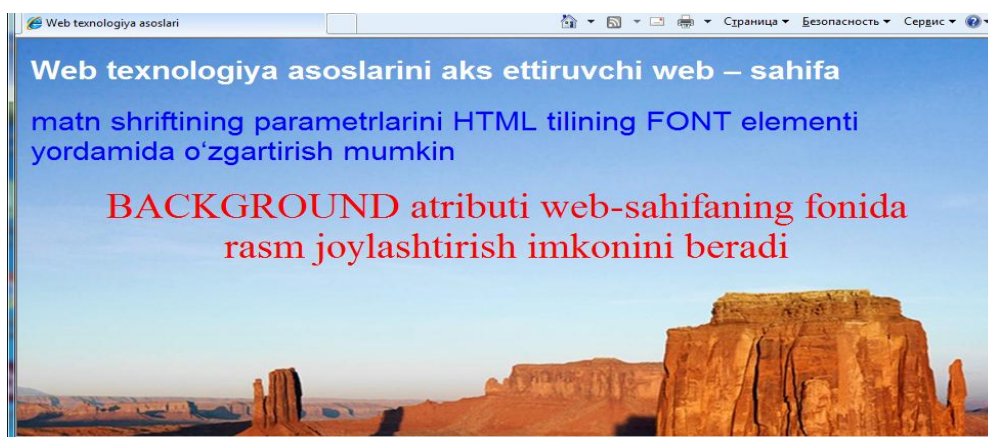 Web texnologiya asoslari
Страница Безопасность Сервис
Web texnologiya asoslarini aks ettiruvchi web – sahifa
matn shriftining parametrlarini HTML tilining FONT elementi
yordamida o‘zgartirish mumkin
BACKGROUND atributi web-sahifaning fonida
rasm joylashtirish imkonini beradi